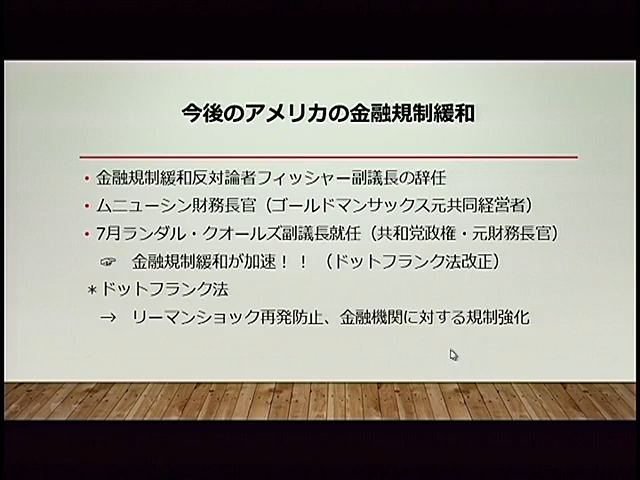 今後のアメリカの金融規制緩和
・金融規制緩和反対論者フィッシャー副議長の辞任
・ムニューシン財務長官（ゴールドマンサックス元共同経営者）
・7月ランダル・クオールズ副議長就任（共和党政権・元財務長官）
☞ 金融規制緩和が加速！！（ドットフランク法改正）
＊ドットフランク法
→ リーマンショック再発防止、金融機関に対する規制強化